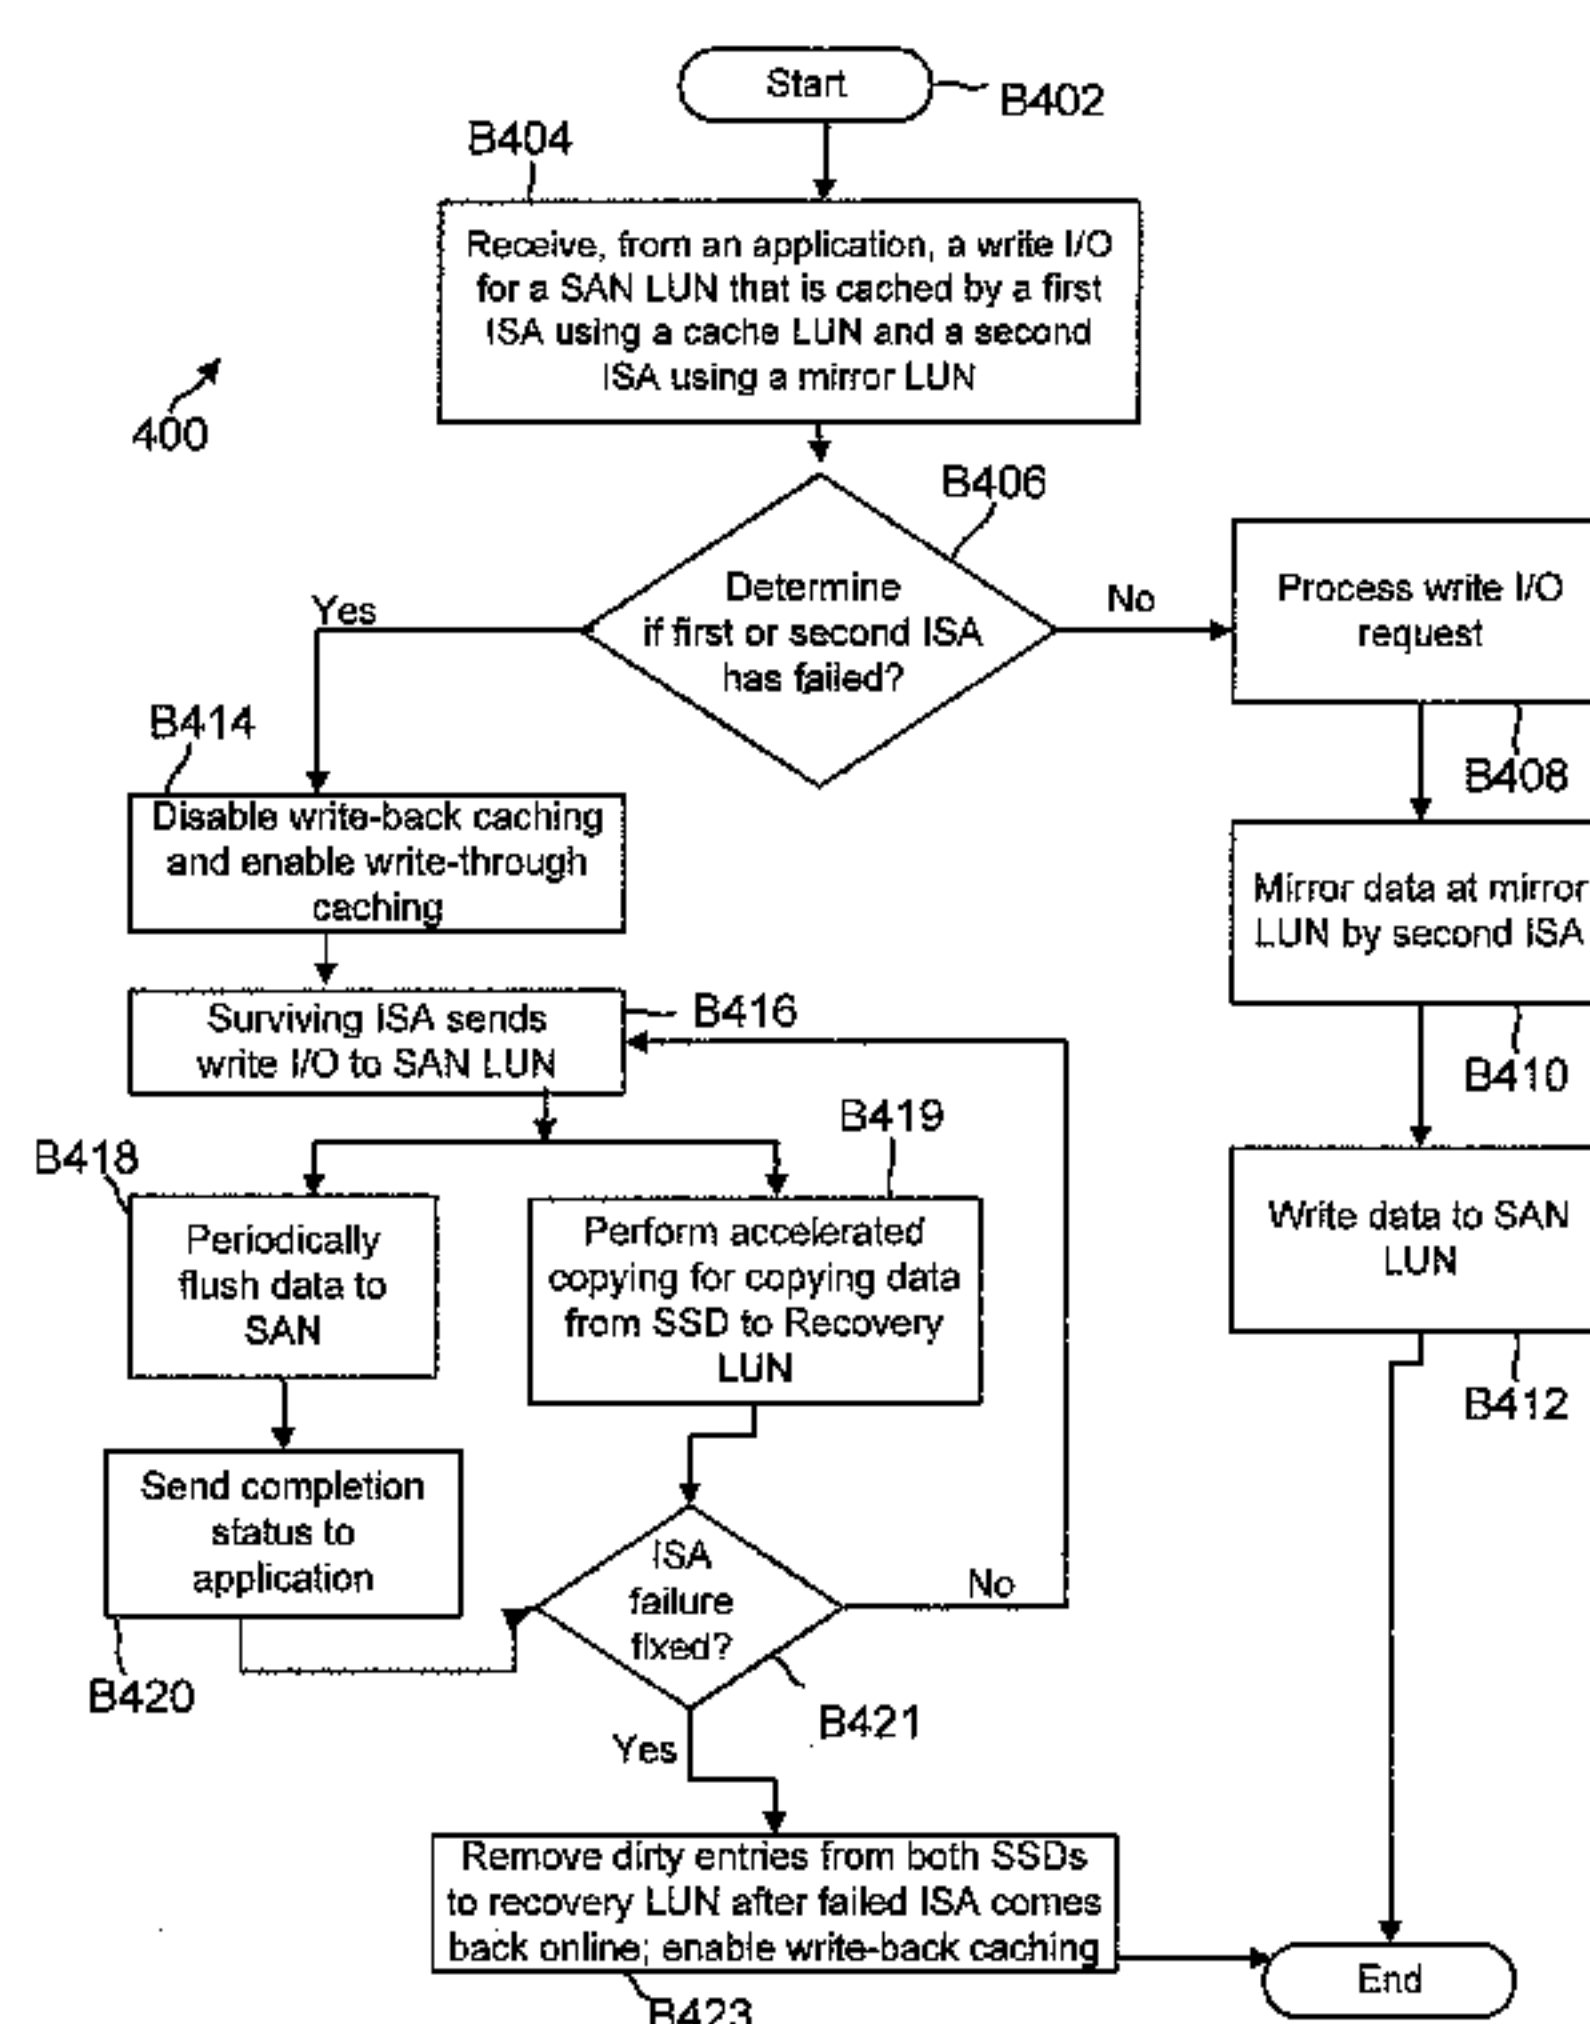 Start
B402
B404
Receive, from an application, a write I/O
for a SAN LUN that is cached by a first
ISA using a cache LUN and a second
ISA using a mirror LUN
400
B406
Determine
if first or second ISA
has failed?
Yes
No
Process write I/O
request
B408
B414
Disable write-back caching
and enable write-through
caching
Mirror data at mirror
LUN by second ISA
B410
Surviving ISA sends
write I/O to SAN LUN
B416
B418
Periodically
flush data to
SAN
B419
Perform accelerated
copying for copying data
from SSD to Recovery
LUN
Write data to SAN
LUN
B412
Send completion
status to
application
B420
ISA
failure
fixed?
No
B421
Yes
Remove dirty entries from both SSDs
to recovery LUN after failed ISA comes
back online; enable write-back caching
B423
End